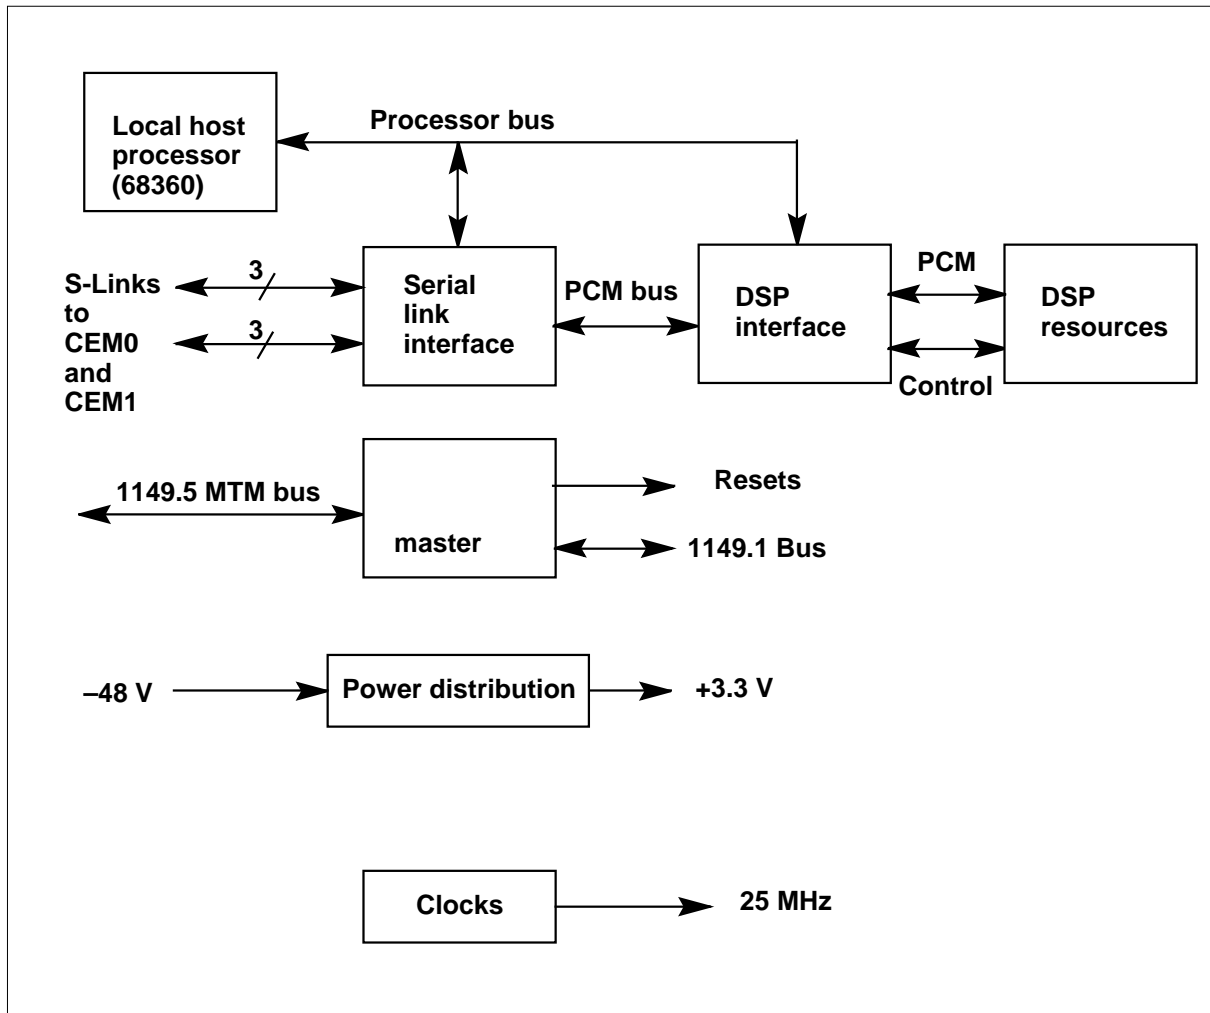 Processor bus
Local host
processor
(68360)
S-Links
to
CEM0
and
CEM1
3
3
Serial
link
interface
PCM bus
DSP
interface
PCM
Control
DSP
resources
1149.5 MTM bus
master
Resets
1149.1 Bus
–48 V
Power distribution
+3.3 V
Clocks
25 MHz